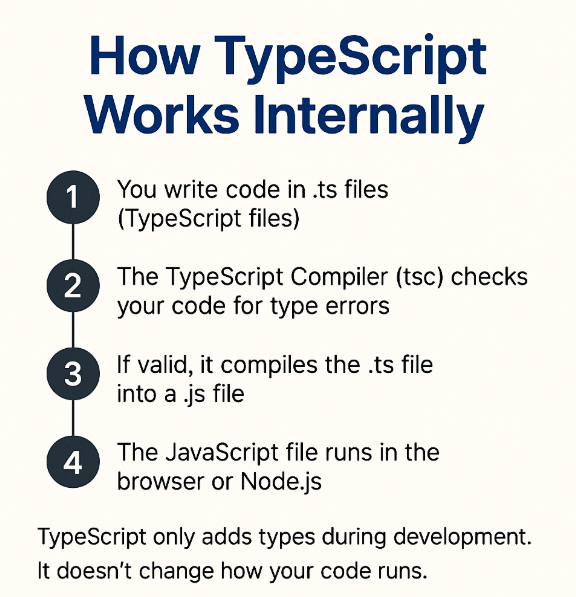 How TypeScript
Works Internally
1
You write code in .ts files
(TypeScript files)
2
The TypeScript Compiler (tsc) checks
your code for type errors
3
If valid, it compiles the .ts file
into a .js file
4
The JavaScript file runs in the
browser or Node.js
TypeScript only adds types during development.
It doesn't change how your code runs.